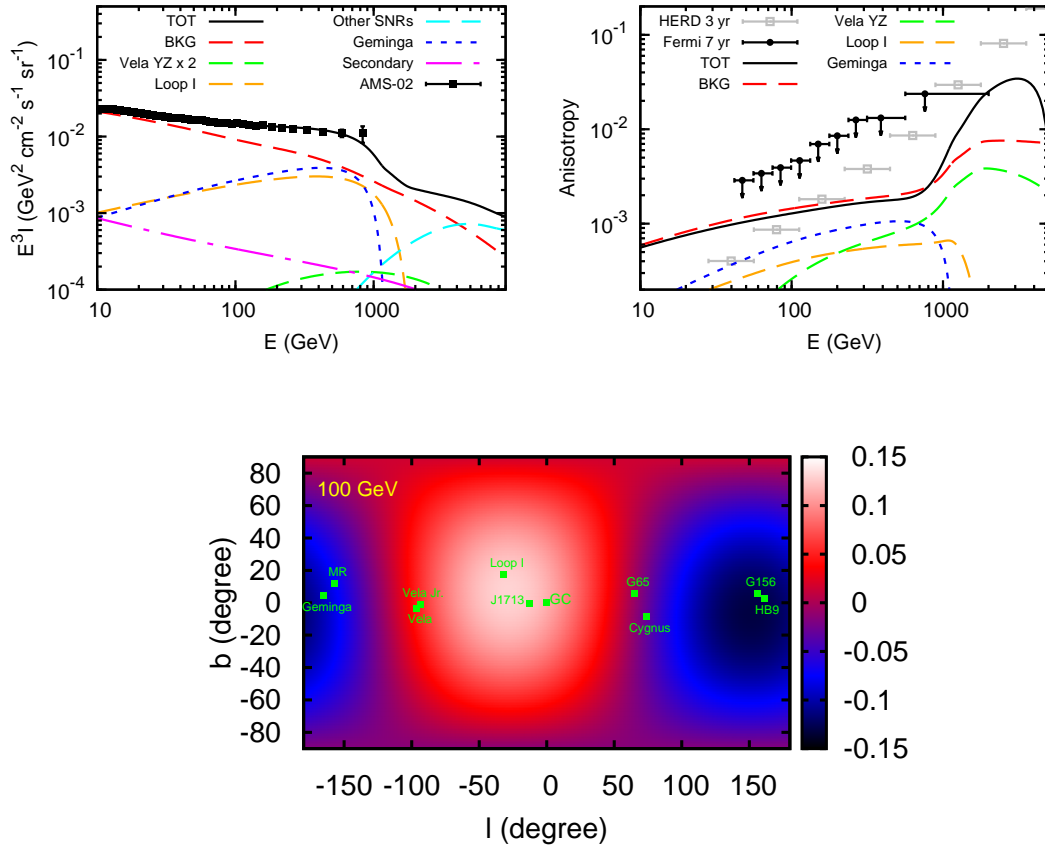 TOT
BKG
Vela YZ x 2
Loop I
Other SNRs
Geminga
Secondary
AMS-02
E³I (GeV² cm⁻² s⁻¹ sr⁻¹)
10⁻¹
10⁻²
10⁻³
10⁻⁴
10
100
1000
E (GeV)
HERD 3 yr
Fermi 7 yr
TOT
BKG
Vela YZ
Loop I
Geminga
Anisotropy
10⁻¹
10⁻²
10⁻³
10
100
1000
E (GeV)
100 GeV
MR
Geminga
Vela Jr.
Vela
Loop I
J1713
GC
G65
Cygnus
G156
HB9
b (degree)
80
60
40
20
0
-20
-40
-60
-80
-150
-100
-50
0
50
100
150
l (degree)
0.15
0.1
0.05
0
-0.05
-0.1
-0.15